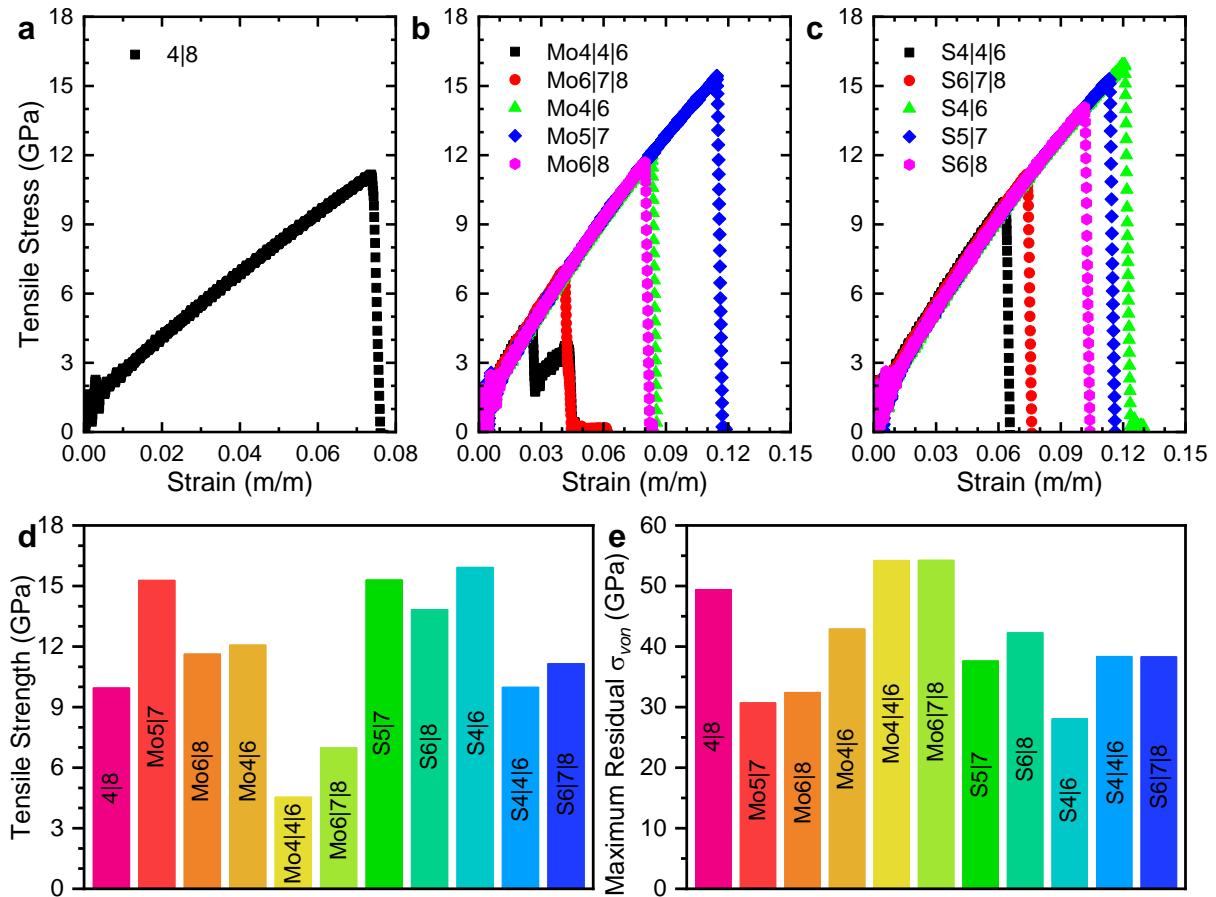 a
4|8
Tensile Stress (GPa)
18
15
12
9
6
3
0
0.00 0.02 0.04 0.06 0.08
Strain (m/m)
b
Mo4|4|6
Mo6|7|8
Mo4|6
Mo5|7
Mo6|8
18
15
12
9
6
3
0
0.00 0.03 0.06 0.09 0.12 0.15
Strain (m/m)
c
S4|4|6
S6|7|8
S4|6
S5|7
S6|8
18
15
12
9
6
3
0
0.00 0.03 0.06 0.09 0.12 0.15
Strain (m/m)
d
Tensile Strength (GPa)
18
15
12
9
6
3
0
4|8
Mo5|7
Mo6|8
Mo4|6
Mo4|4|6
Mo6|7|8
S5|7
S6|8
S4|6
S4|4|6
S6|7|8
e
Maximum Residual σvon (GPa)
60
50
40
30
20
10
0
4|8
Mo5|7
Mo6|8
Mo4|6
Mo4|4|6
Mo6|7|8
S5|7
S6|8
S4|6
S4|4|6
S6|7|8